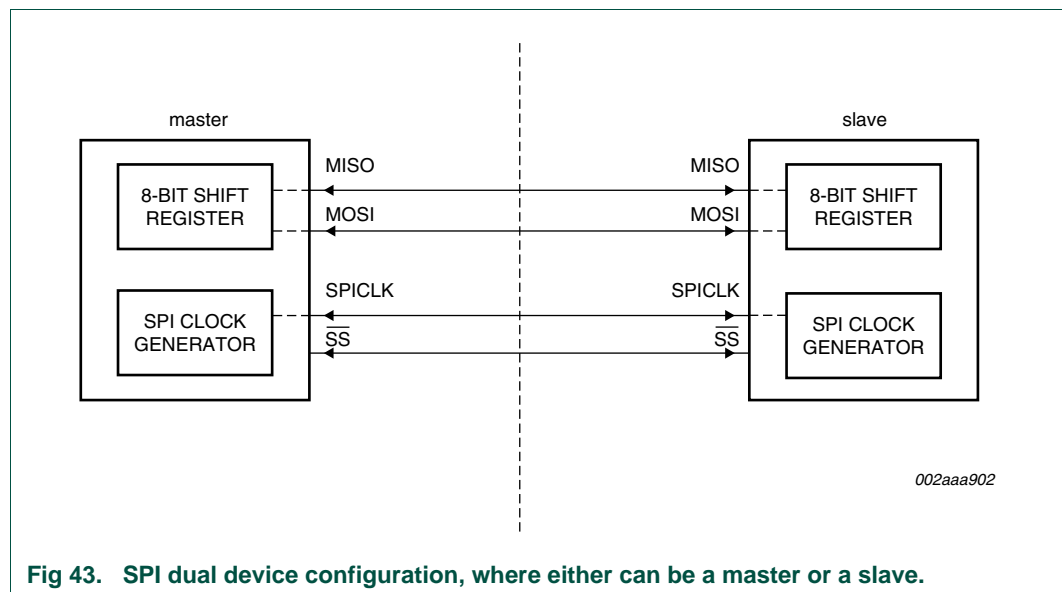 master
slave
MISO
MISO
8-BIT SHIFT
REGISTER
8-BIT SHIFT
REGISTER
MOSI
MOSI
SPICLK
SPICLK
SPI CLOCK
GENERATOR
SPI CLOCK
GENERATOR
SS
SS
002aaa902
Fig 43. SPI dual device configuration, where either can be a master or a slave.